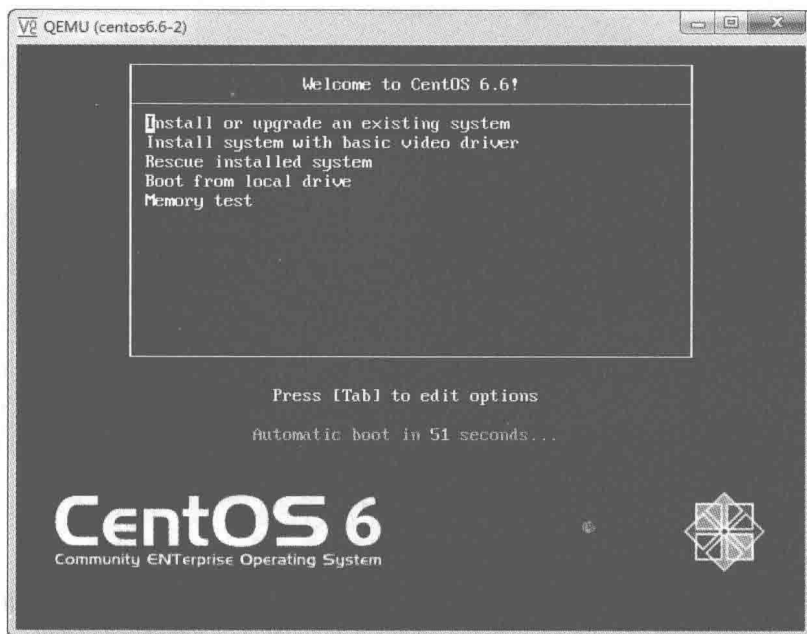 QEMU (centos6.6-2)
Welcome to CentOS 6.6!
Install or upgrade an existing system
Install system with basic video driver
Rescue installed system
Boot from local drive
Memory test
Press [Tab] to edit options
Automatic boot in 51 seconds...
CentOS 6
Community ENTerprise Operating System